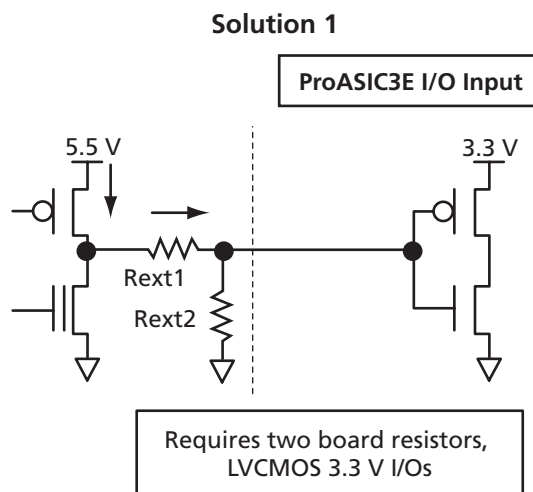 Solution 1
ProASIC3E I/O Input
5.5 V
3.3 V
Rext1
Rext2
Requires two board resistors,
LVCMOS 3.3 V I/Os